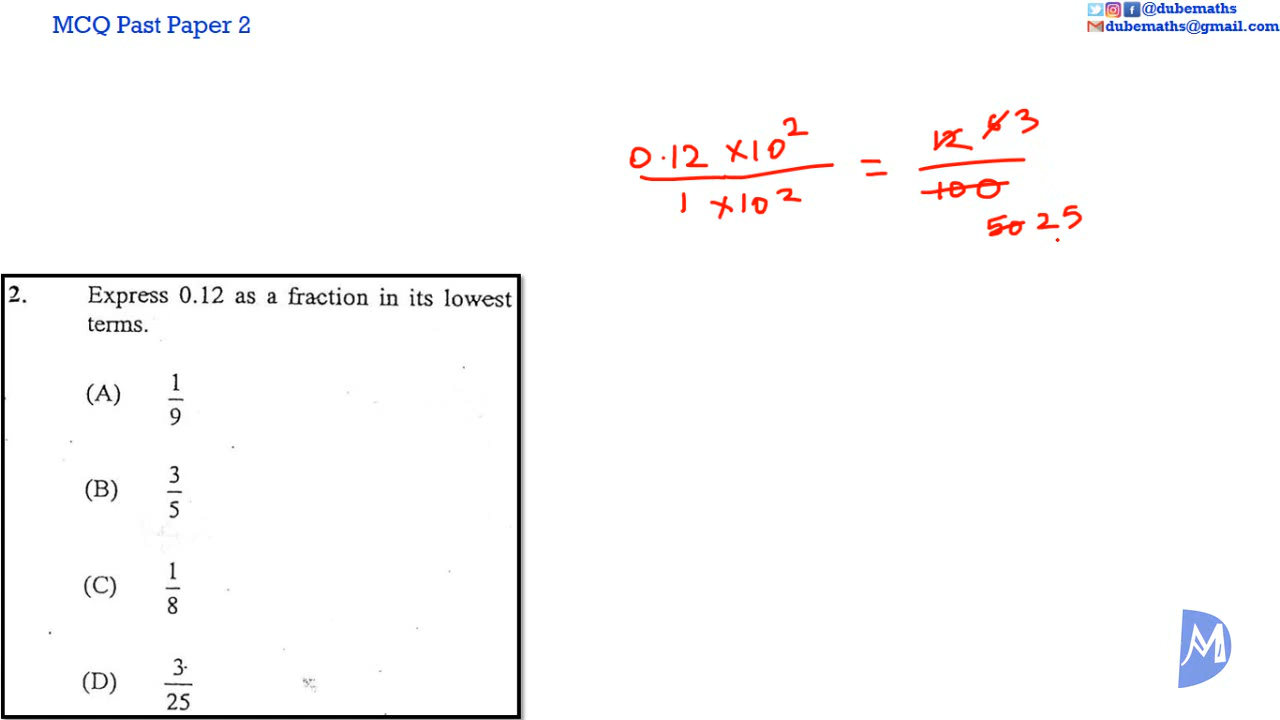 MCQ Past Paper 2
@dubemaths
dubemaths@gmail.com
0.12 ×10²
1 ×10²
=
12 6 3
100
50 25
2. Express 0.12 as a fraction in its lowest
terms.
(A) 1/9
(B) 3/5
(C) 1/8
(D) 3/25
M